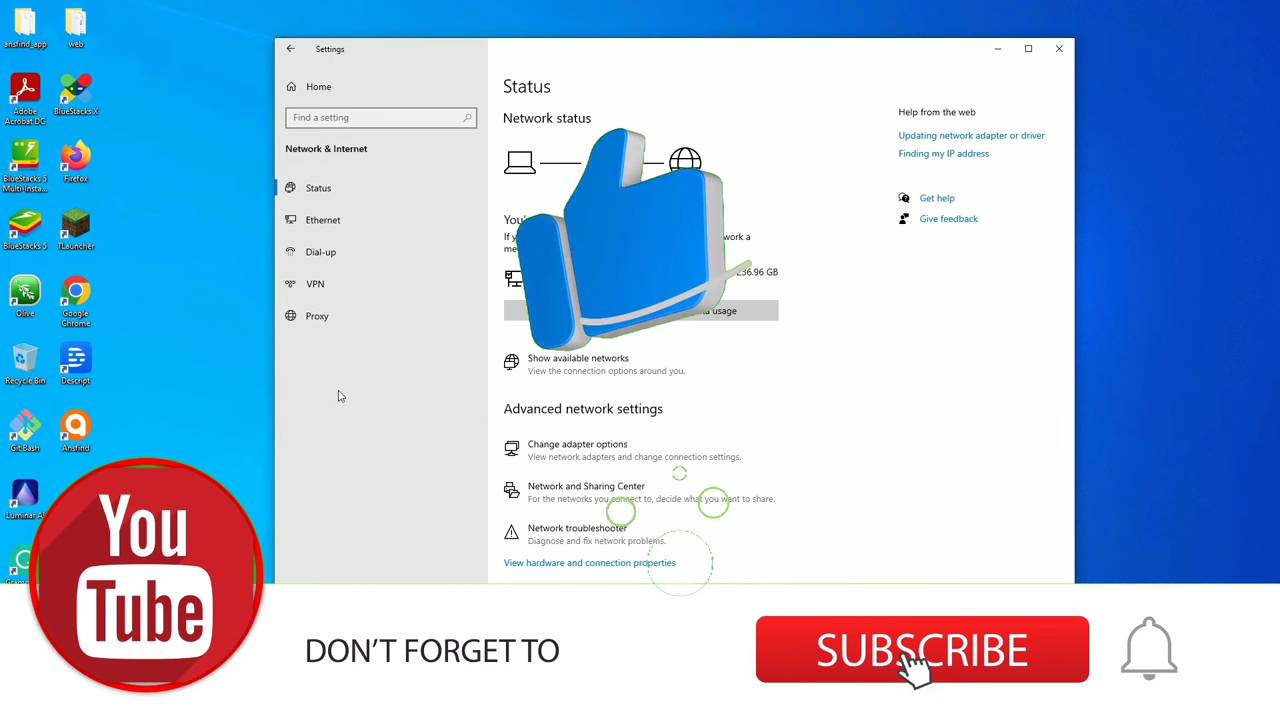 ansfind_app
web
Adobe
Acrobat DC
BlueStacks X
BlueStacks 5
Multi-Insta...
Firefox
BlueStacks 5
TLauncher
Olive
Google
Chrome
Recycle Bin
Descript
Git Bash
Ansfind
Luminar
Settings
Home
Find a setting
Network & Internet
Status
Ethernet
Dial-up
VPN
Proxy
Status
Network status
You'
If y
work a
me
236.96 GB
usage
Show available networks
View the connection options around you.
Advanced network settings
Change adapter options
View network adapters and change connection settings.
Network and Sharing Center
For the networks you connect to, decide what you want to share.
Network troubleshooter
Diagnose and fix network problems.
View hardware and connection properties
Help from the web
Updating network adapter or driver
Finding my IP address
Get help
Give feedback
You
Tube
DON'T FORGET TO
SUBSCRIBE